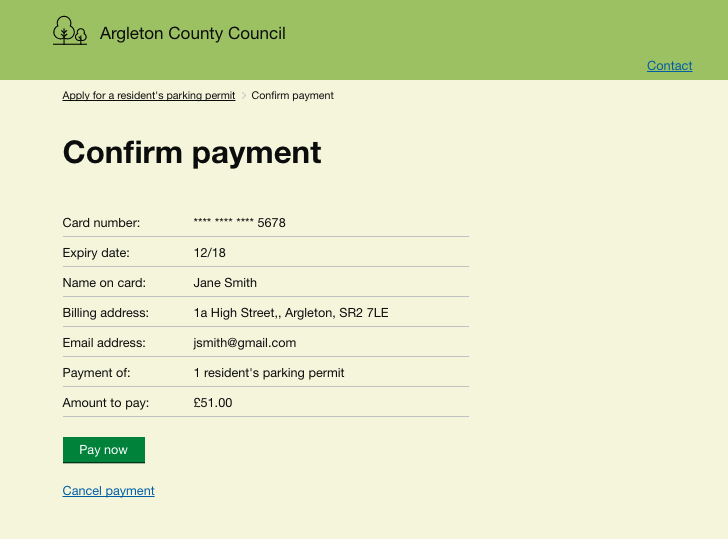 Argleton County Council
Contact
Apply for a resident's parking permit > Confirm payment
Confirm payment
Card number: **** **** **** 5678
Expiry date: 12/18
Name on card: Jane Smith
Billing address: 1a High Street,, Argleton, SR2 7LE
Email address: jsmith@gmail.com
Payment of: 1 resident's parking permit
Amount to pay: £51.00
Pay now
Cancel payment